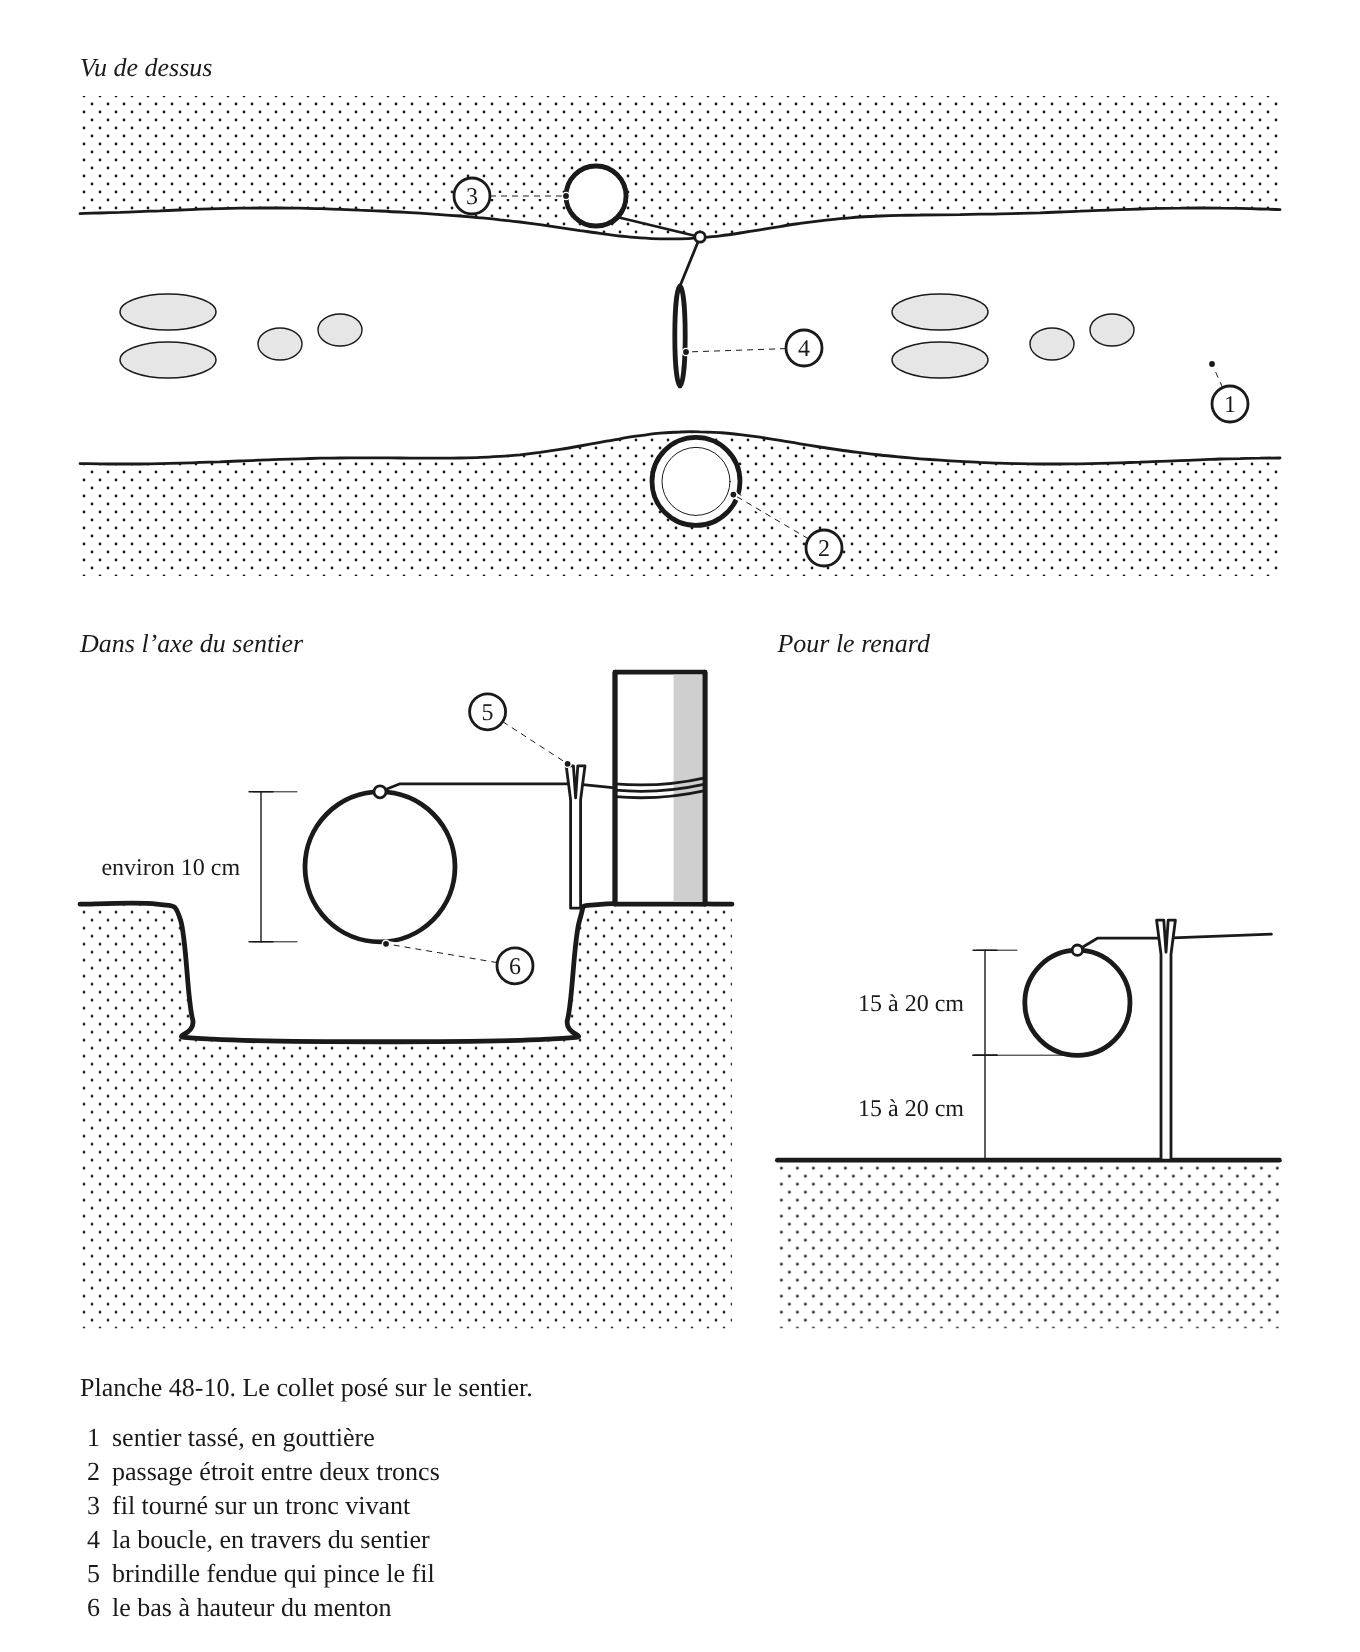 Vu de dessus
3
4
1
2
Dans l’axe du sentier
Pour le renard
5
environ 10 cm
6
15 à 20 cm
15 à 20 cm
Planche 48-10. Le collet posé sur le sentier.
1 sentier tassé, en gouttière
2 passage étroit entre deux troncs
3 fil tourné sur un tronc vivant
4 la boucle, en travers du sentier
5 brindille fendue qui pince le fil
6 le bas à hauteur du menton